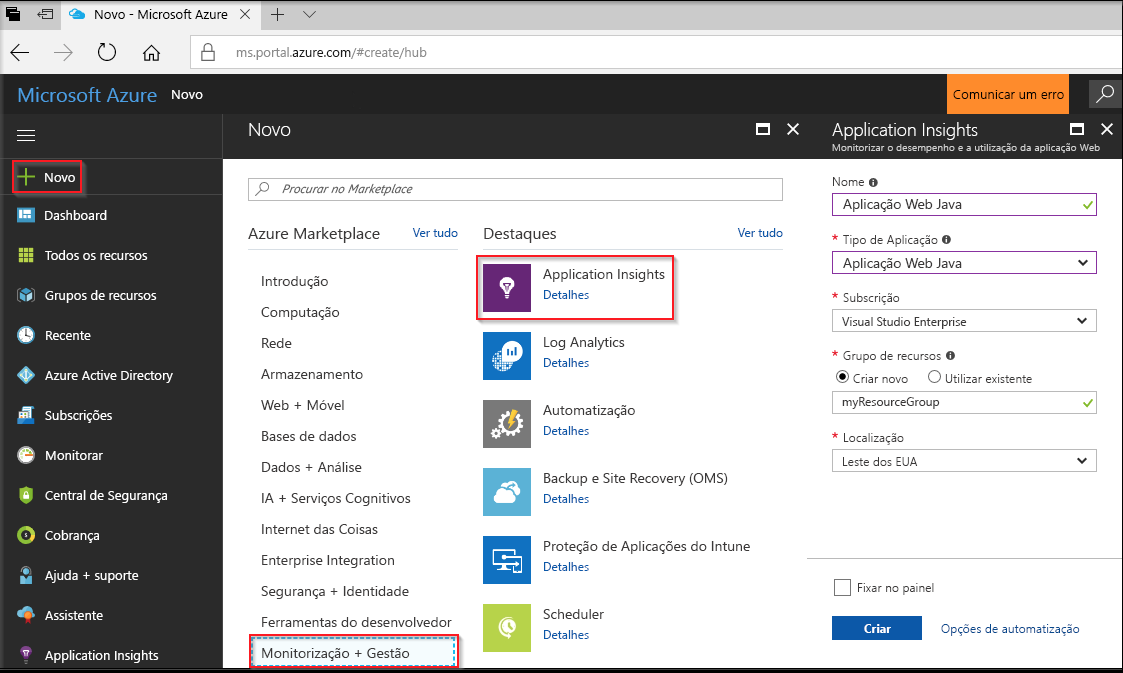 Novo - Microsoft Azure
ms.portal.azure.com/#create/hub
Microsoft Azure Novo
Comunicar um erro
Novo
Dashboard
Todos os recursos
Grupos de recursos
Recente
Azure Active Directory
Subscrições
Monitorar
Central de Segurança
Cobrança
Ajuda + suporte
Assistente
Application Insights
Novo
Procurar no Marketplace
Azure Marketplace Ver tudo
Introdução
Computação
Rede
Armazenamento
Web + Móvel
Bases de dados
Dados + Análise
IA + Serviços Cognitivos
Internet das Coisas
Enterprise Integration
Segurança + Identidade
Ferramentas do desenvolvedor
Monitorização + Gestão
Destaques Ver tudo
Application Insights
Detalhes
Log Analytics
Detalhes
Automatização
Detalhes
Backup e Site Recovery (OMS)
Detalhes
Proteção de Aplicações do Intune
Detalhes
Scheduler
Detalhes
Application Insights
Monitorizar o desempenho e a utilização da aplicação Web
Nome
Aplicação Web Java
* Tipo de Aplicação
Aplicação Web Java
* Subscrição
Visual Studio Enterprise
* Grupo de recursos
Criar novo Utilizar existente
myResourceGroup
* Localização
Leste dos EUA
Fixar no painel
Criar Opções de automatização